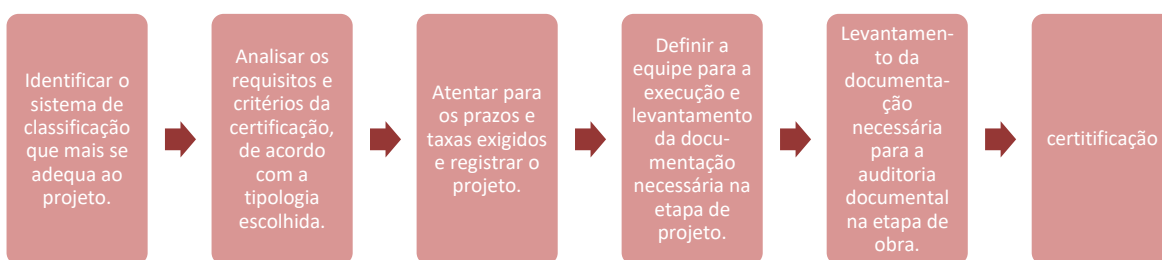 Identificar o
sistema de
classificação
que mais se
adequa ao
projeto.
Analisar os
requisitos e
critérios da
certificação,
de acordo
com a
tipologia
escolhida.
Atentar para
os prazos e
taxas exigidos
e registrar o
projeto.
Definir a
equipe para a
execução e
levantamento
da docu-
mentação
necessária na
etapa de
projeto.
Levantamen-
to da
documenta-
ção
necessária
para a
auditoria
documental
na etapa de
obra.
certitificação